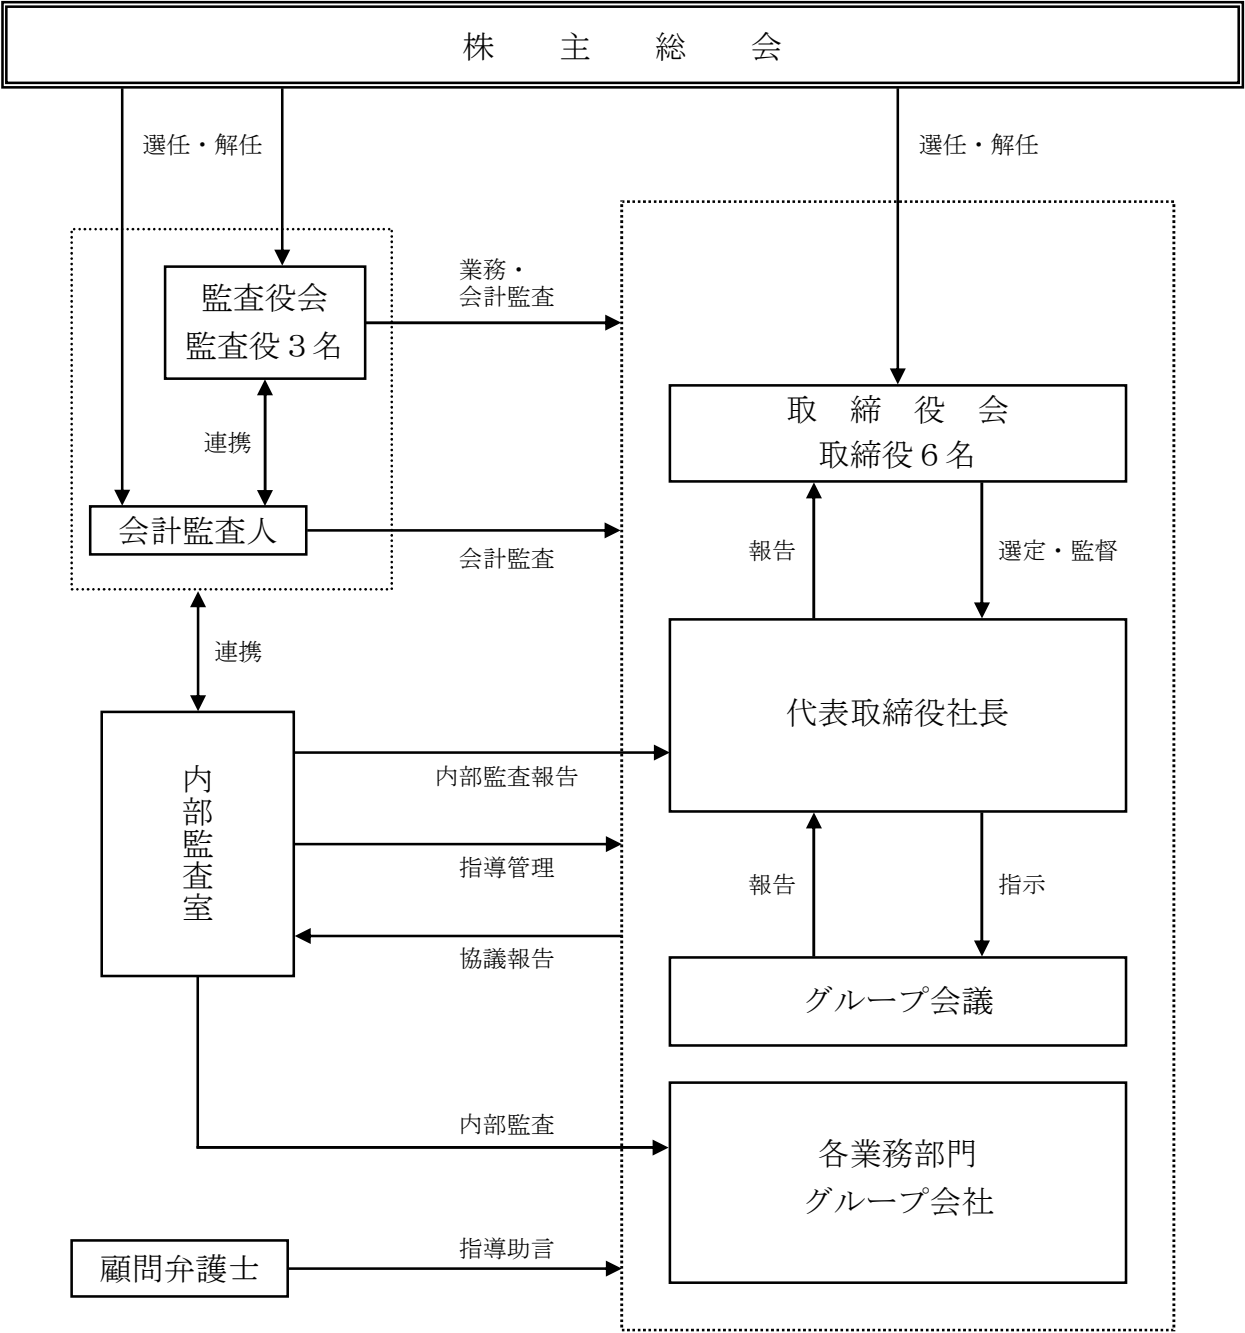 株　主　総　会
選任・解任
選任・解任
業務・
会計監査
監査役会
監査役３名
取　締　役　会
取締役６名
連携
会計監査人
会計監査
報告
選定・監督
連携
代表取締役社長
内部監査報告
内部監査室
指導管理
報告
指示
協議報告
グループ会議
内部監査
各業務部門
グループ会社
指導助言
顧問弁護士